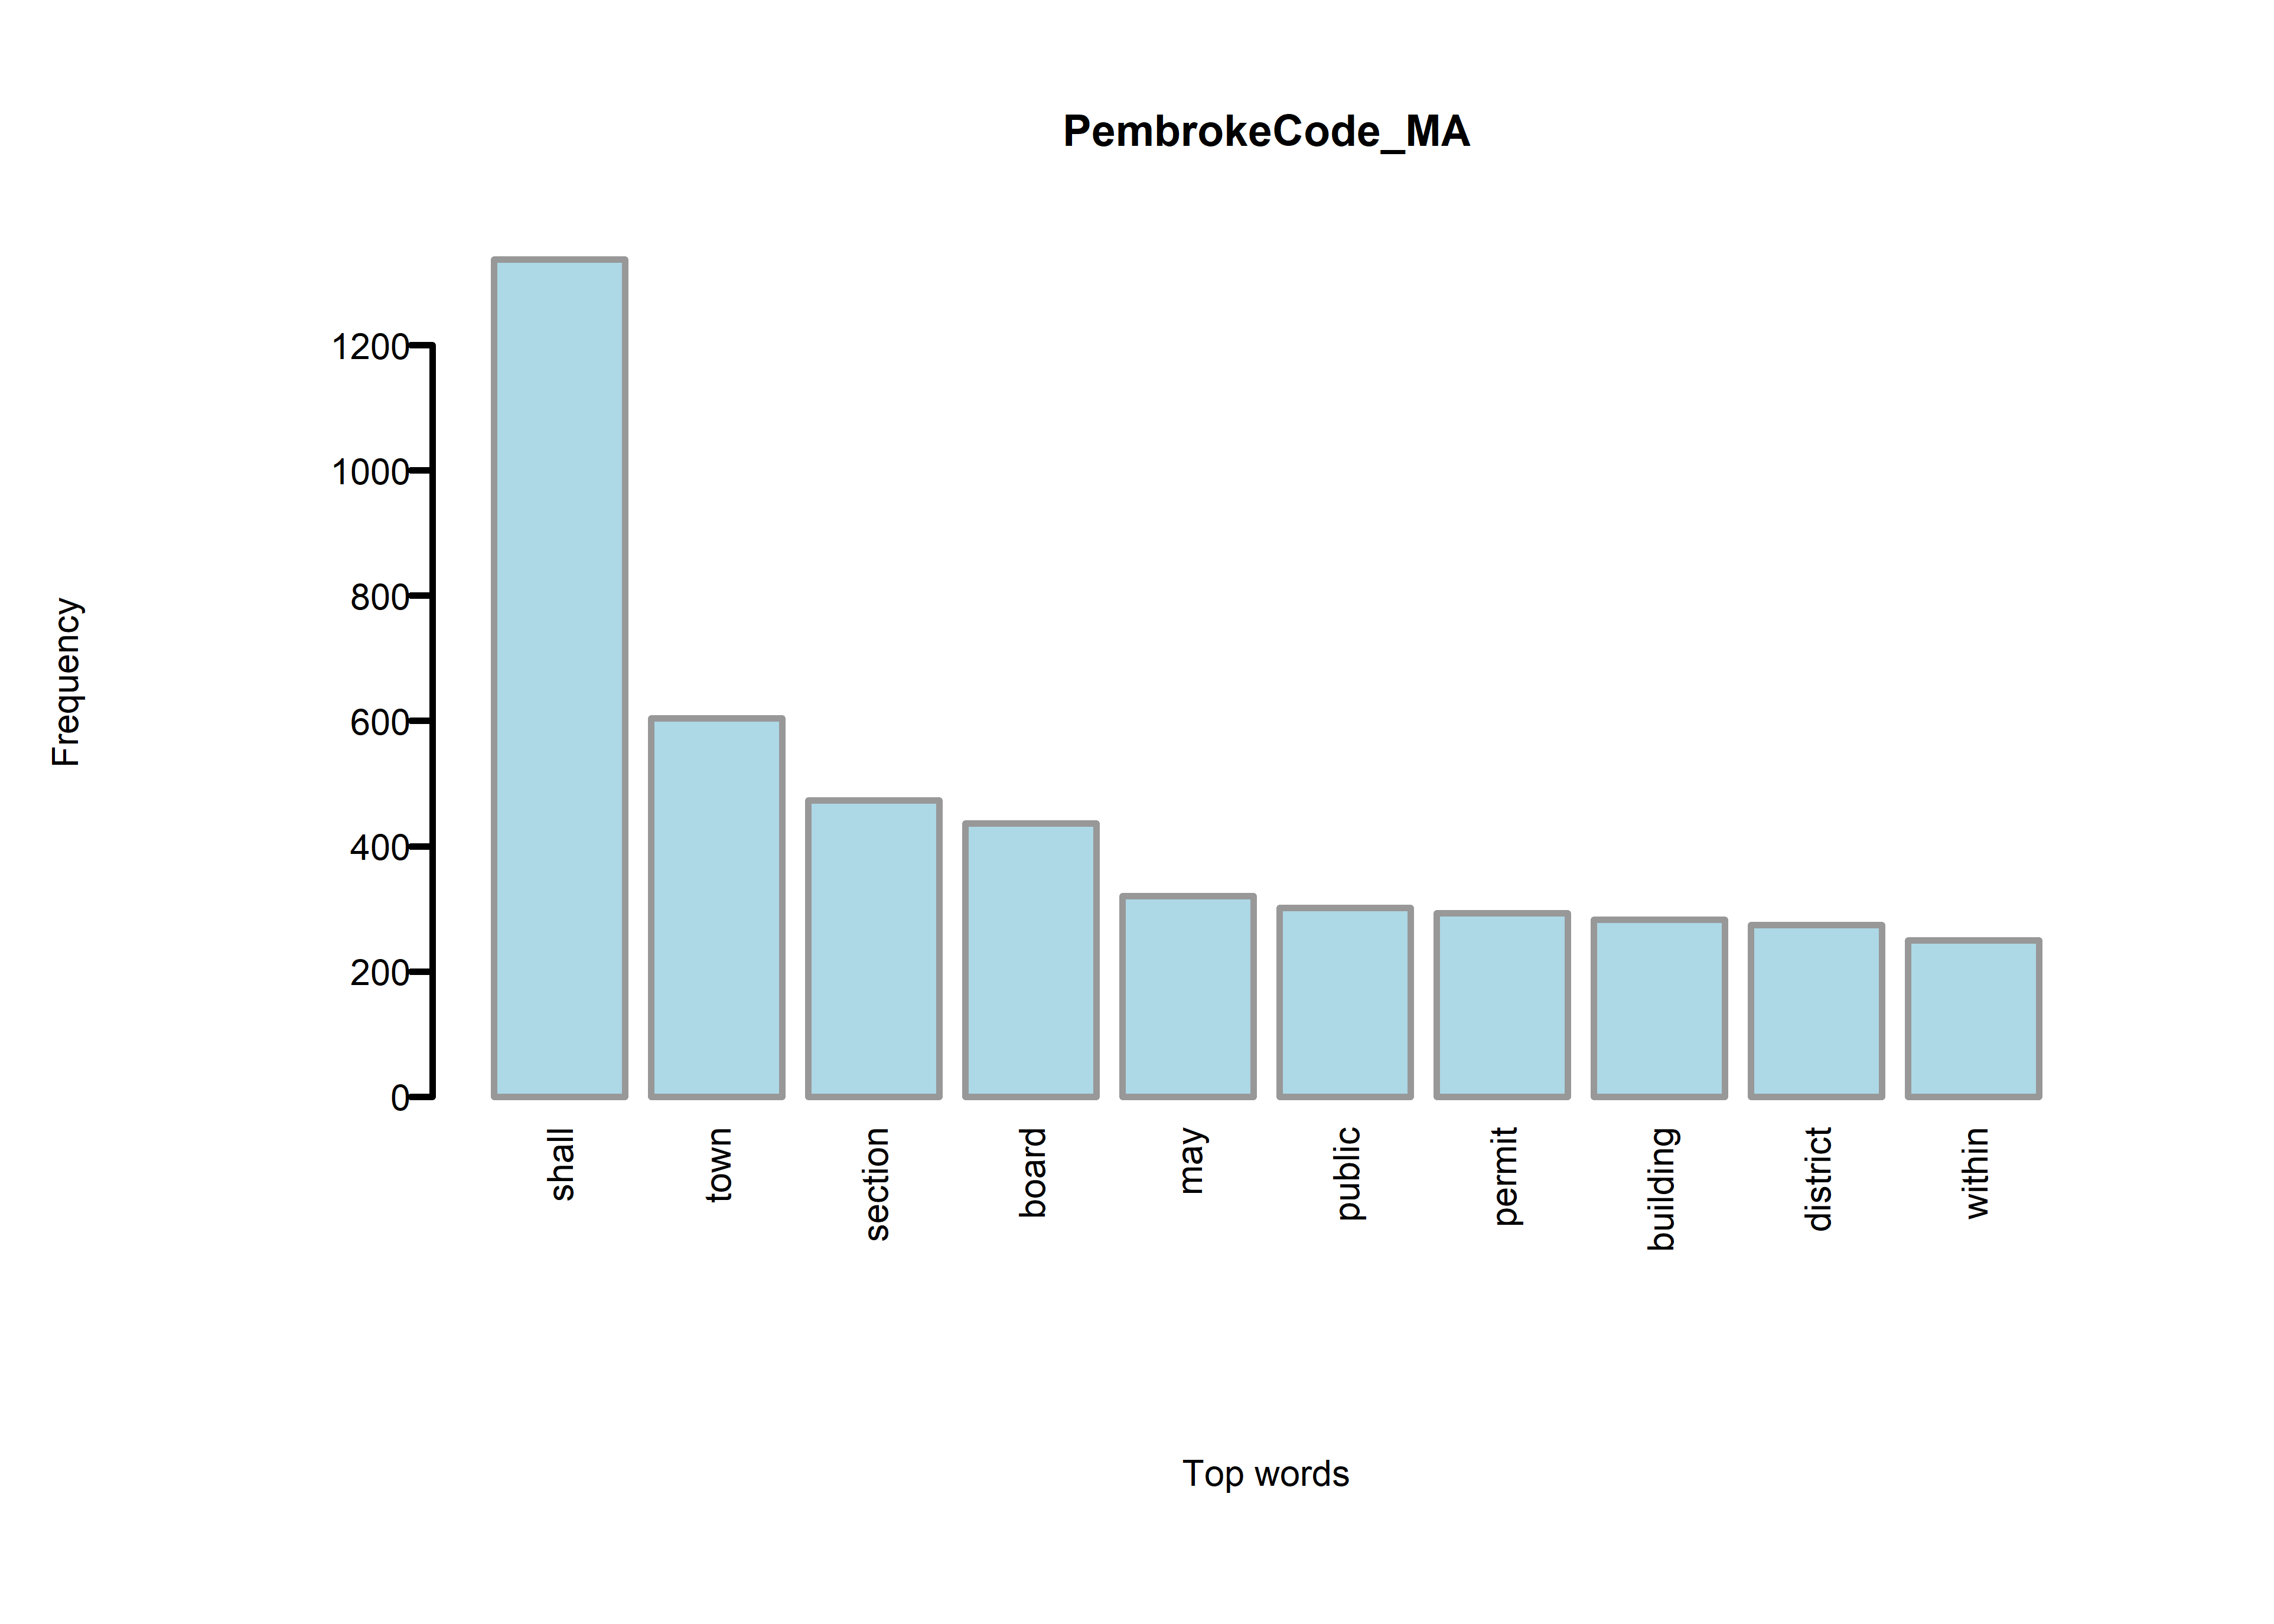 PembrokeCode_MA
Frequency
1200
1000
800
600
400
200
0
shall
town
section
board
may
public
permit
building
district
within
Top words